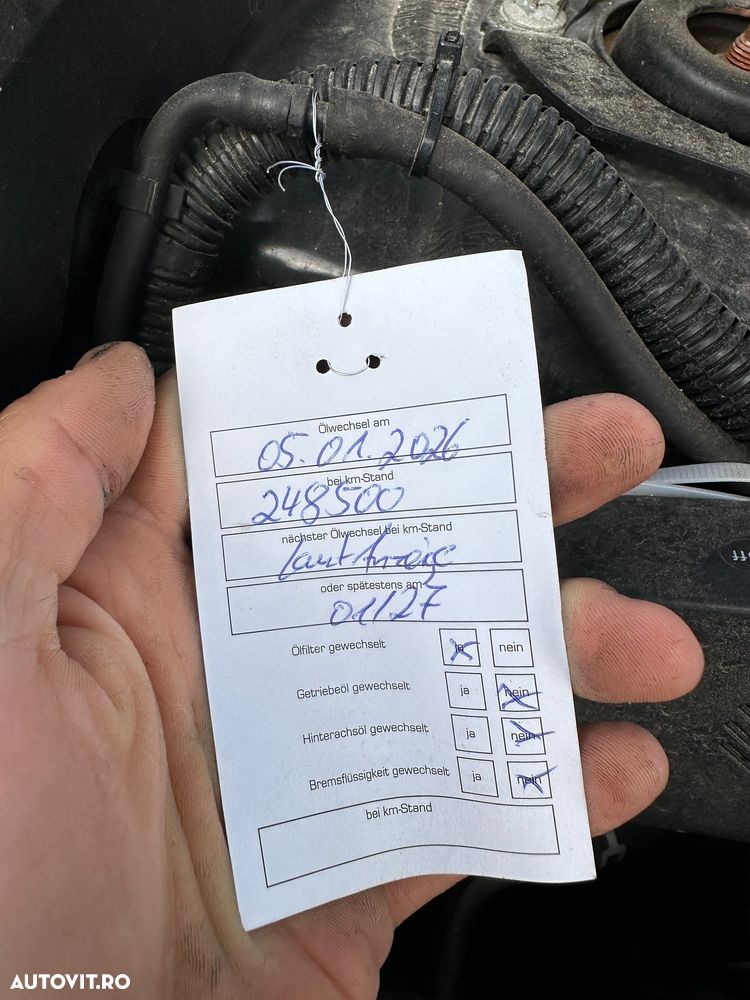 Ölwechsel am
05.01.2026
bei km-Stand
248500
nächster Ölwechsel bei km-Stand
laut Anzeige
oder spätestens am
01/27
Ölfilter gewechselt ja nein
Getriebeöl gewechselt ja nein
Hinterachsöl gewechselt ja nein
Bremsflüssigkeit gewechselt ja nein
bei km-Stand
AUTOVIT.RO